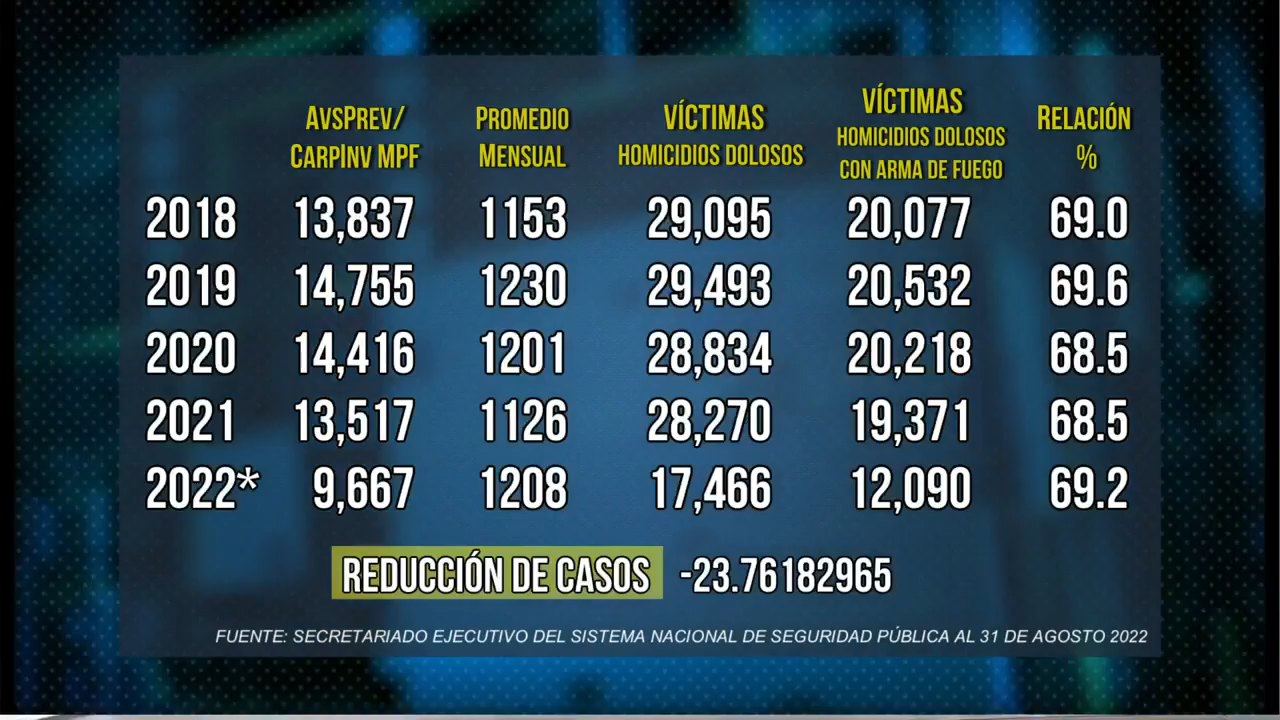 AvsPrev/ CarpInv MPF
Promedio Mensual
VÍCTIMAS HOMICIDIOS DOLOSOS
VÍCTIMAS HOMICIDIOS DOLOSOS CON ARMA DE FUEGO
Relación %
2018 13,837 1153 29,095 20,077 69.0
2019 14,755 1230 29,493 20,532 69.6
2020 14,416 1201 28,834 20,218 68.5
2021 13,517 1126 28,270 19,371 68.5
2022* 9,667 1208 17,466 12,090 69.2
REDUCCIÓN DE CASOS -23.76182965
FUENTE: SECRETARIADO EJECUTIVO DEL SISTEMA NACIONAL DE SEGURIDAD PÚBLICA AL 31 DE AGOSTO 2022